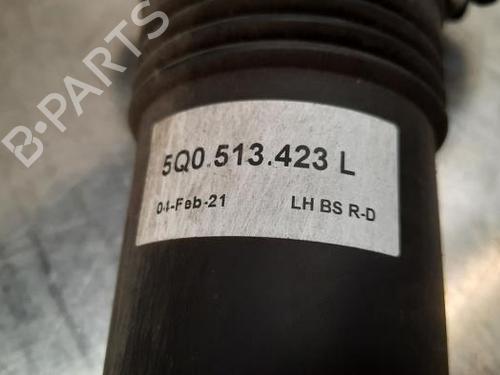 B-PARTS
5Q0.513.423 L
04-Feb-21 LH BS R-D